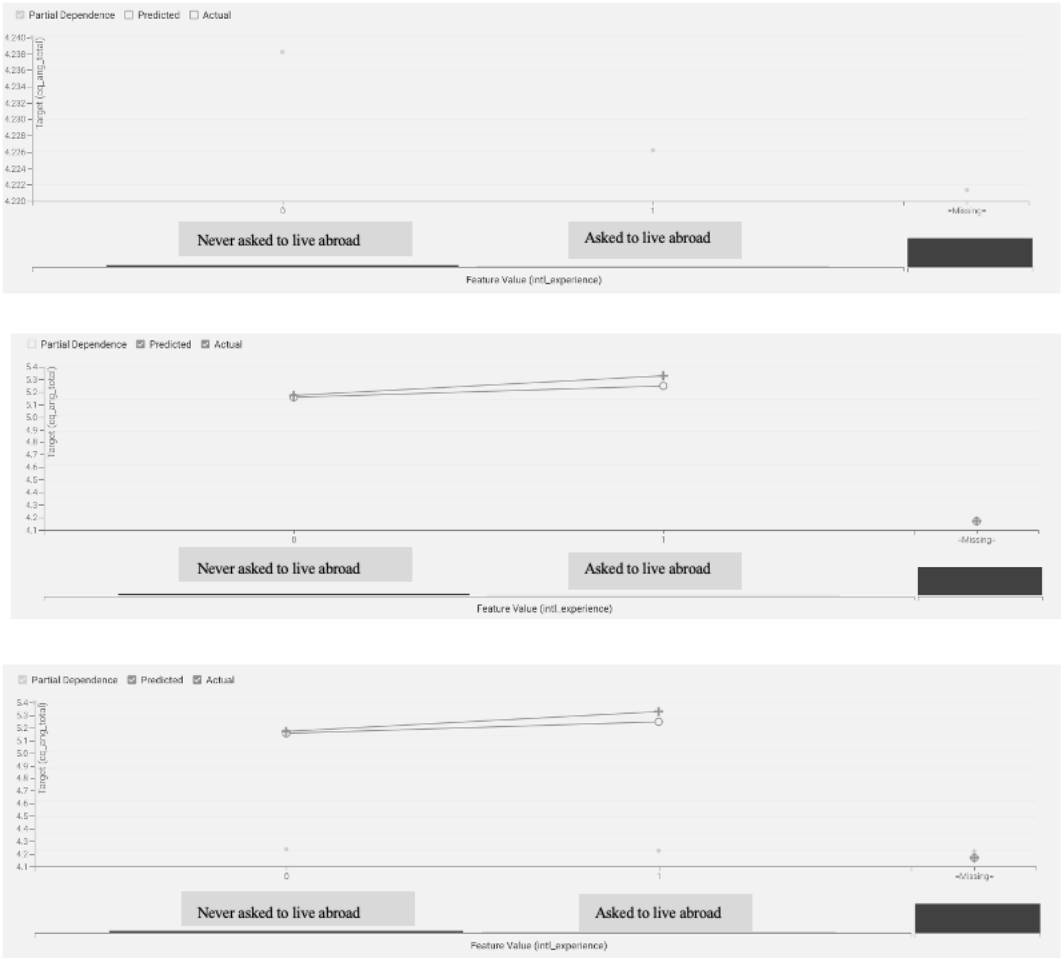 Partial Dependence Predicted Actual
Target (cq_ang_total)
4.240
4.238
4.236
4.234
4.232
4.230
4.228
4.226
4.224
4.222
4.220
0 1 =Missing=
Never asked to live abroad
Asked to live abroad
Feature Value (intl_experience)
Partial Dependence Predicted Actual
Target (cq_ang_total)
5.4
5.3
5.2
5.1
5.0
4.9
4.8
4.7
4.6
4.5
4.4
4.3
4.2
4.1
0 1 =Missing=
Never asked to live abroad
Asked to live abroad
Feature Value (intl_experience)
Partial Dependence Predicted Actual
Target (cq_ang_total)
5.4
5.3
5.2
5.1
5.0
4.9
4.8
4.7
4.6
4.5
4.4
4.3
4.2
4.1
0 1 =Missing=
Never asked to live abroad
Asked to live abroad
Feature Value (intl_experience)